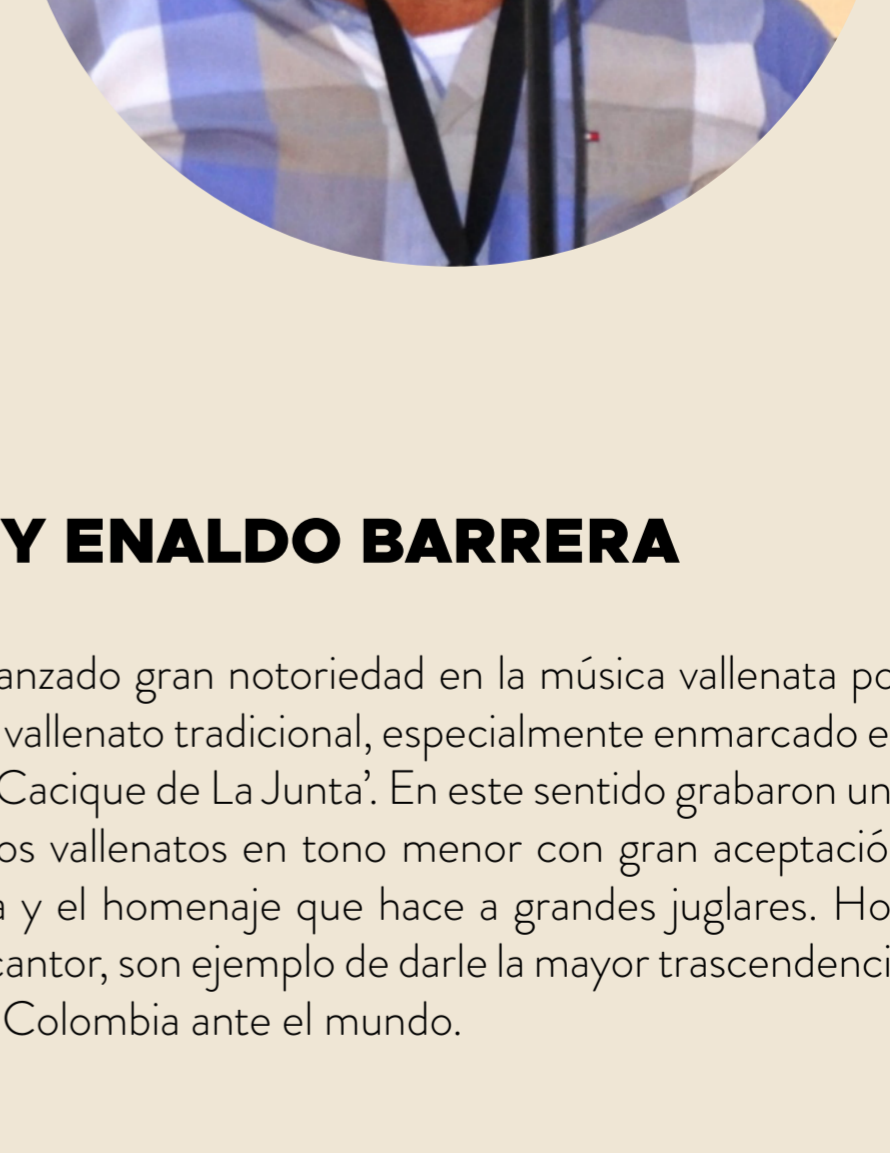 Y ENALDO BARRERA
anzado gran notoriedad en la música vallenata po
vallenato tradicional, especialmente enmarcado e
Cacique de La Junta’. En este sentido grabaron un
os vallenatos en tono menor con gran aceptació
a y el homenaje que hace a grandes juglares. Ho
cantor, son ejemplo de darle la mayor trascendenci
Colombia ante el mundo.